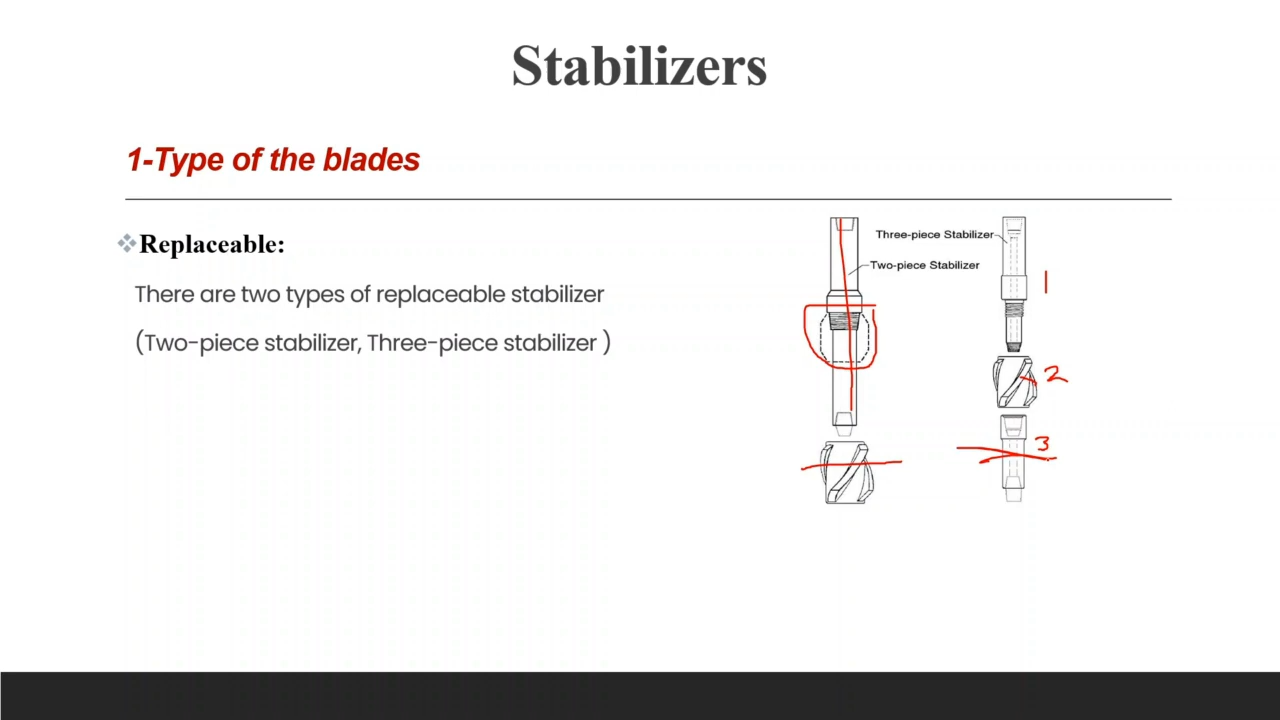 Stabilizers
1-Type of the blades
Replaceable:
There are two types of replaceable stabilizer
(Two-piece stabilizer, Three-piece stabilizer )
Three-piece Stabilizer
Two-piece Stabilizer
1
2
3